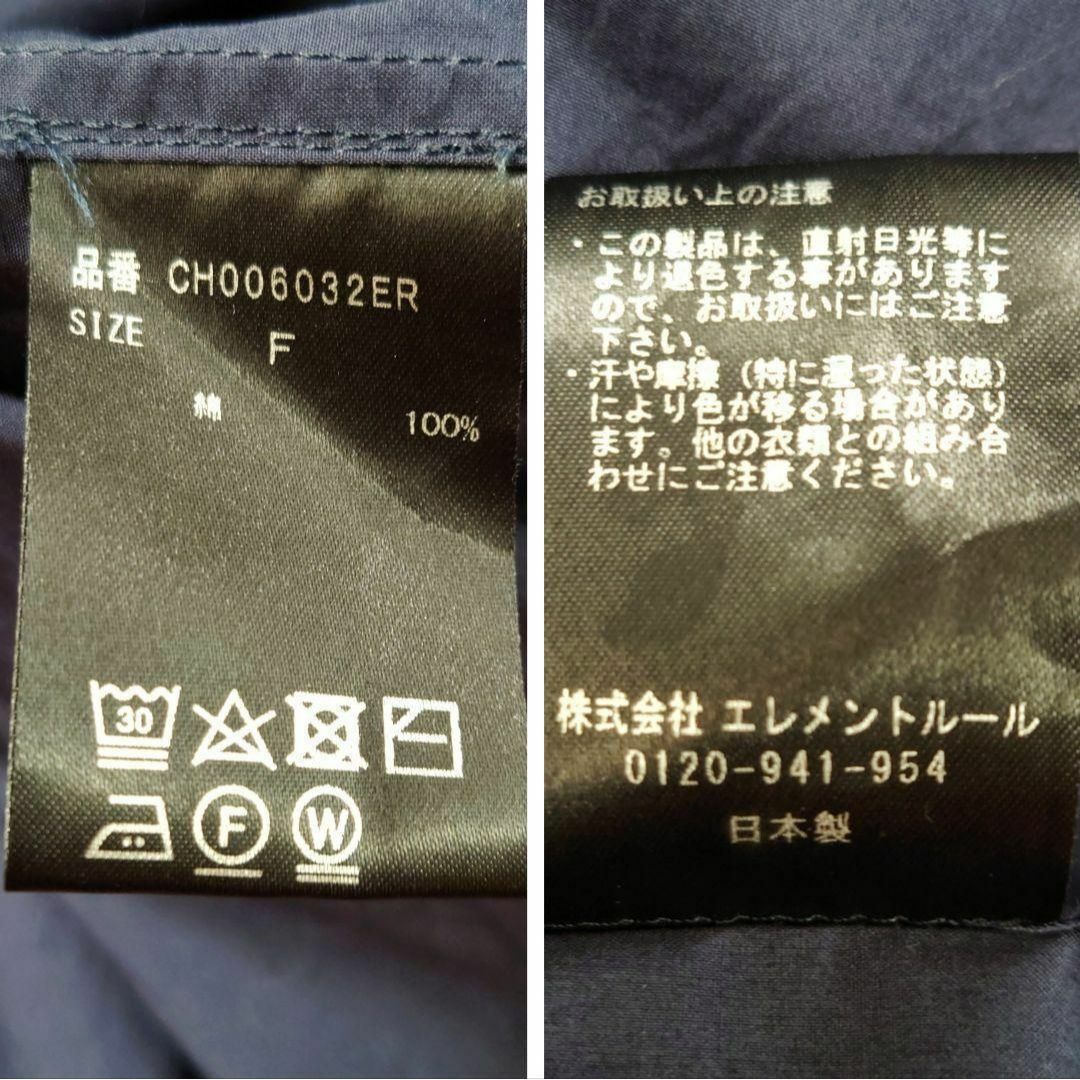 品番 CH006032ER
SIZE F
綿 100%
30
F W
お取扱い上の注意
・この製品は、直射日光等に
より退色する事があります
ので、お取扱いにはご注意
下さい。
・汗や摩擦（特に湿った状態）
により色が移る場合があり
ます。他の衣類との組み合
わせにご注意ください。
株式会社 エレメントルール
0120-941-954
日本製